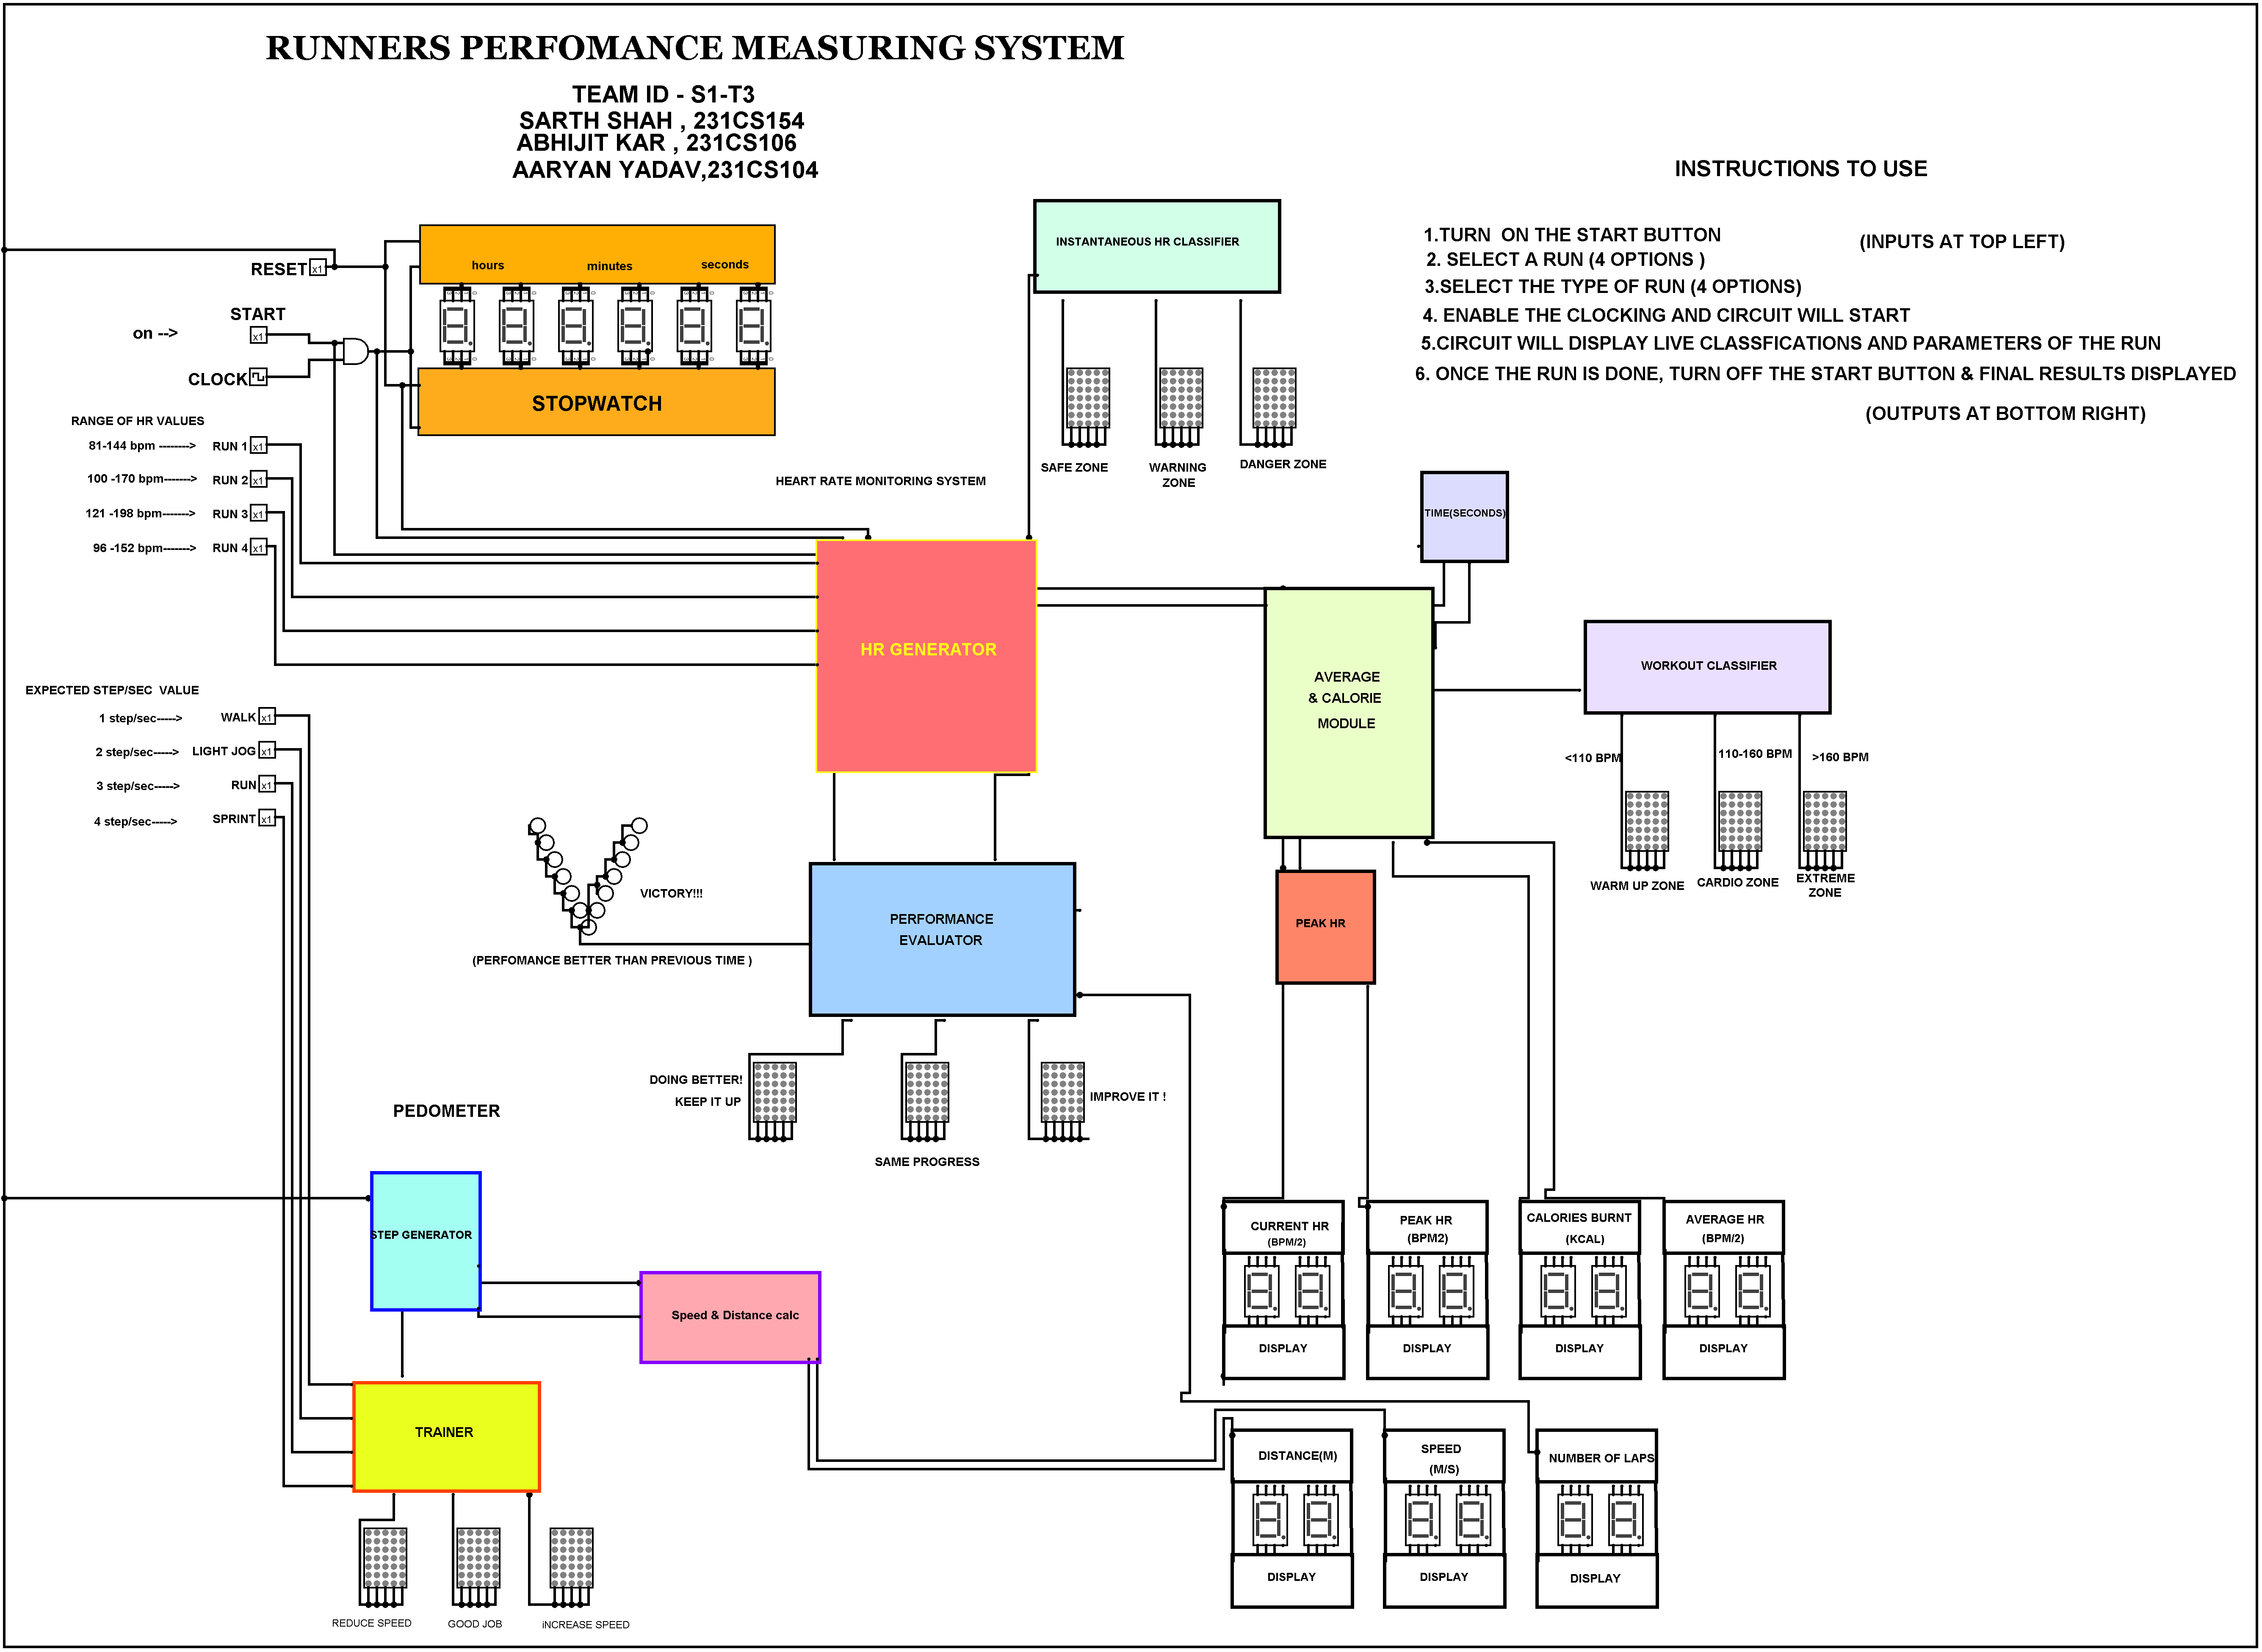 RUNNERS PERFOMANCE MEASURING SYSTEM
TEAM ID - S1-T3
SARTH SHAH , 231CS154
ABHIJIT KAR , 231CS106
AARYAN YADAV,231CS104
INSTRUCTIONS TO USE
1.TURN ON THE START BUTTON
(INPUTS AT TOP LEFT)
2. SELECT A RUN (4 OPTIONS )
3.SELECT THE TYPE OF RUN (4 OPTIONS)
4. ENABLE THE CLOCKING AND CIRCUIT WILL START
5.CIRCUIT WILL DISPLAY LIVE CLASSFICATIONS AND PARAMETERS OF THE RUN
6. ONCE THE RUN IS DONE, TURN OFF THE START BUTTON & FINAL RESULTS DISPLAYED
(OUTPUTS AT BOTTOM RIGHT)
RESET x1
hours minutes seconds
on --> START
x1
CLOCK
STOPWATCH
INSTANTANEOUS HR CLASSIFIER
SAFE ZONE
WARNING
ZONE
DANGER ZONE
RANGE OF HR VALUES
81-144 bpm --------> RUN 1 x1
100 -170 bpm-------> RUN 2 x1
121 -198 bpm-------> RUN 3 x1
96 -152 bpm-------> RUN 4 x1
HEART RATE MONITORING SYSTEM
HR GENERATOR
TIME(SECONDS)
AVERAGE
& CALORIE
MODULE
WORKOUT CLASSIFIER
<110 BPM
110-160 BPM
>160 BPM
WARM UP ZONE
CARDIO ZONE
EXTREME
ZONE
EXPECTED STEP/SEC VALUE
1 step/sec-----> WALK x1
2 step/sec-----> LIGHT JOG x1
3 step/sec-----> RUN x1
4 step/sec-----> SPRINT x1
VICTORY!!!
(PERFOMANCE BETTER THAN PREVIOUS TIME )
PERFORMANCE
EVALUATOR
PEAK HR
DOING BETTER!
KEEP IT UP
SAME PROGRESS
IMPROVE IT !
PEDOMETER
STEP GENERATOR
Speed & Distance calc
TRAINER
REDUCE SPEED
GOOD JOB
iNCREASE SPEED
CURRENT HR
(BPM/2)
DISPLAY
PEAK HR
(BPM2)
DISPLAY
CALORIES BURNT
(KCAL)
DISPLAY
AVERAGE HR
(BPM/2)
DISPLAY
DISTANCE(M)
DISPLAY
SPEED
(M/S)
DISPLAY
NUMBER OF LAPS
DISPLAY